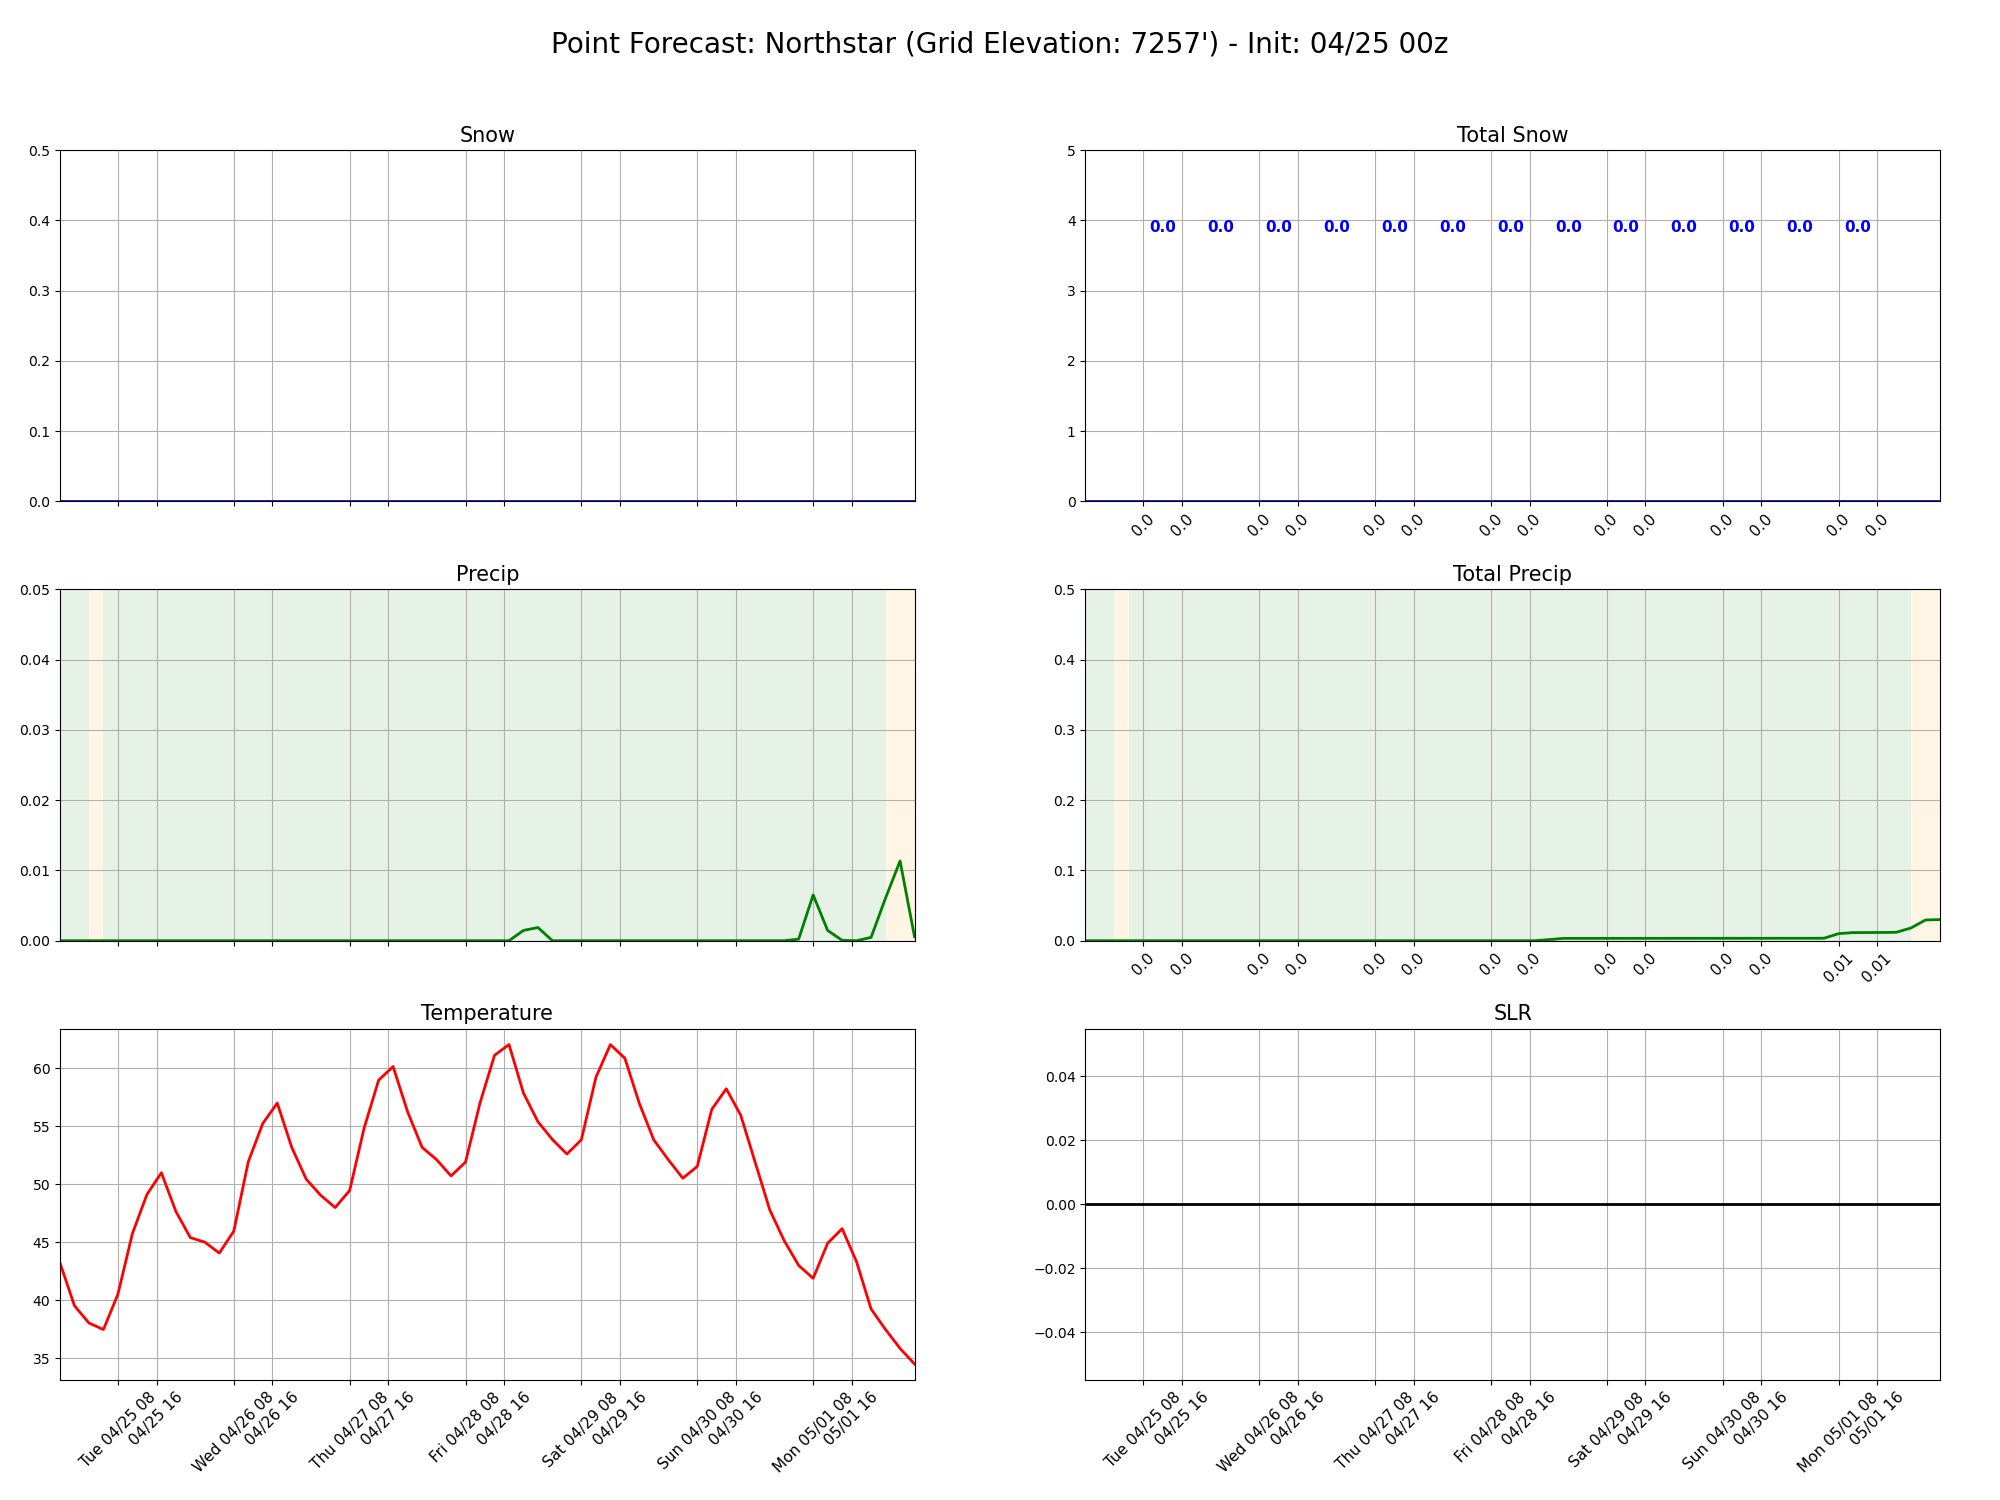 Point Forecast: Northstar (Grid Elevation: 7257') - Init: 04/25 00z
Snow
0.5
0.4
0.3
0.2
0.1
0.0
Total Snow
5
4
3
2
1
0
0.0 0.0 0.0 0.0 0.0 0.0 0.0 0.0 0.0 0.0 0.0 0.0 0.0
0.0 0.0 0.0 0.0 0.0 0.0 0.0 0.0 0.0 0.0 0.0 0.0 0.0 0.0
Precip
0.05
0.04
0.03
0.02
0.01
0.00
Total Precip
0.5
0.4
0.3
0.2
0.1
0.0
0.0 0.0 0.0 0.0 0.0 0.0 0.0 0.0 0.0 0.0 0.0 0.0 0.01 0.01
Temperature
60
55
50
45
40
35
Tue 04/25 08
04/25 16
Wed 04/26 08
04/26 16
Thu 04/27 08
04/27 16
Fri 04/28 08
04/28 16
Sat 04/29 08
04/29 16
Sun 04/30 08
04/30 16
Mon 05/01 08
05/01 16
SLR
0.04
0.02
0.00
−0.02
−0.04
Tue 04/25 08
04/25 16
Wed 04/26 08
04/26 16
Thu 04/27 08
04/27 16
Fri 04/28 08
04/28 16
Sat 04/29 08
04/29 16
Sun 04/30 08
04/30 16
Mon 05/01 08
05/01 16